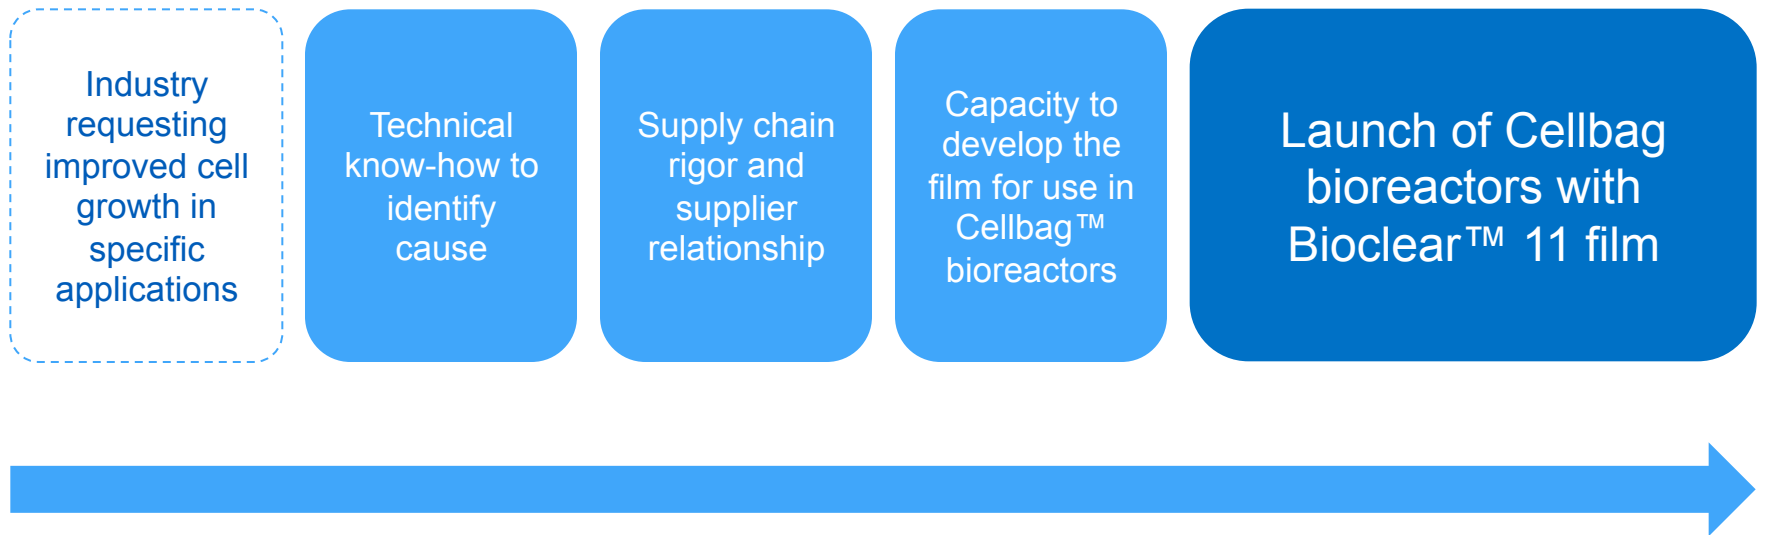 Industry
requesting
improved cell
growth in
specific
applications
Technical
know-how to
identify
cause
Supply chain
rigor and
supplier
relationship
Capacity to
develop the
film for use in
Cellbag™
bioreactors
Launch of Cellbag
bioreactors with
Bioclear™ 11 film